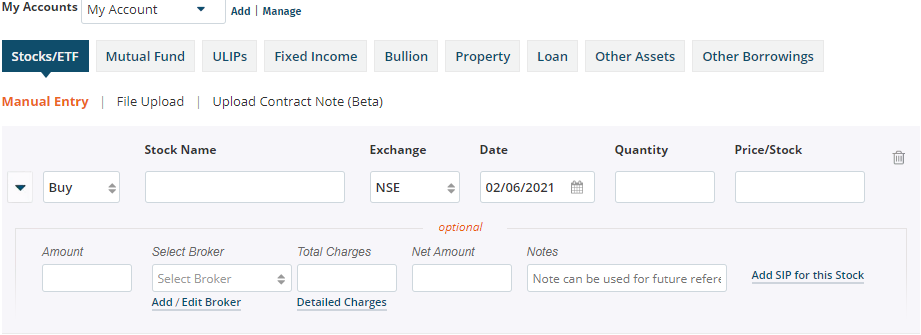 My Accounts My Account Add | Manage
Stocks/ETF Mutual Fund ULIPs Fixed Income Bullion Property Loan Other Assets Other Borrowings
Manual Entry | File Upload | Upload Contract Note (Beta)
Stock Name Exchange Date Quantity Price/Stock
Buy NSE 02/06/2021
optional
Amount Select Broker Total Charges Net Amount Notes
Select Broker Note can be used for future refere Add SIP for this Stock
Add / Edit Broker Detailed Charges